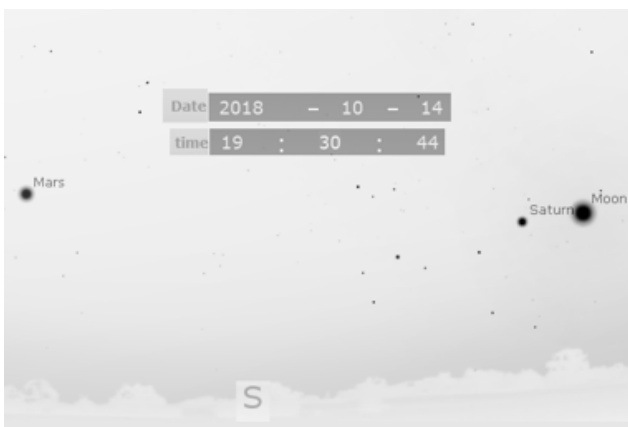 Date 2018 - 10 - 14
time 19 : 30 : 44
Mars
Moon
Saturn
S